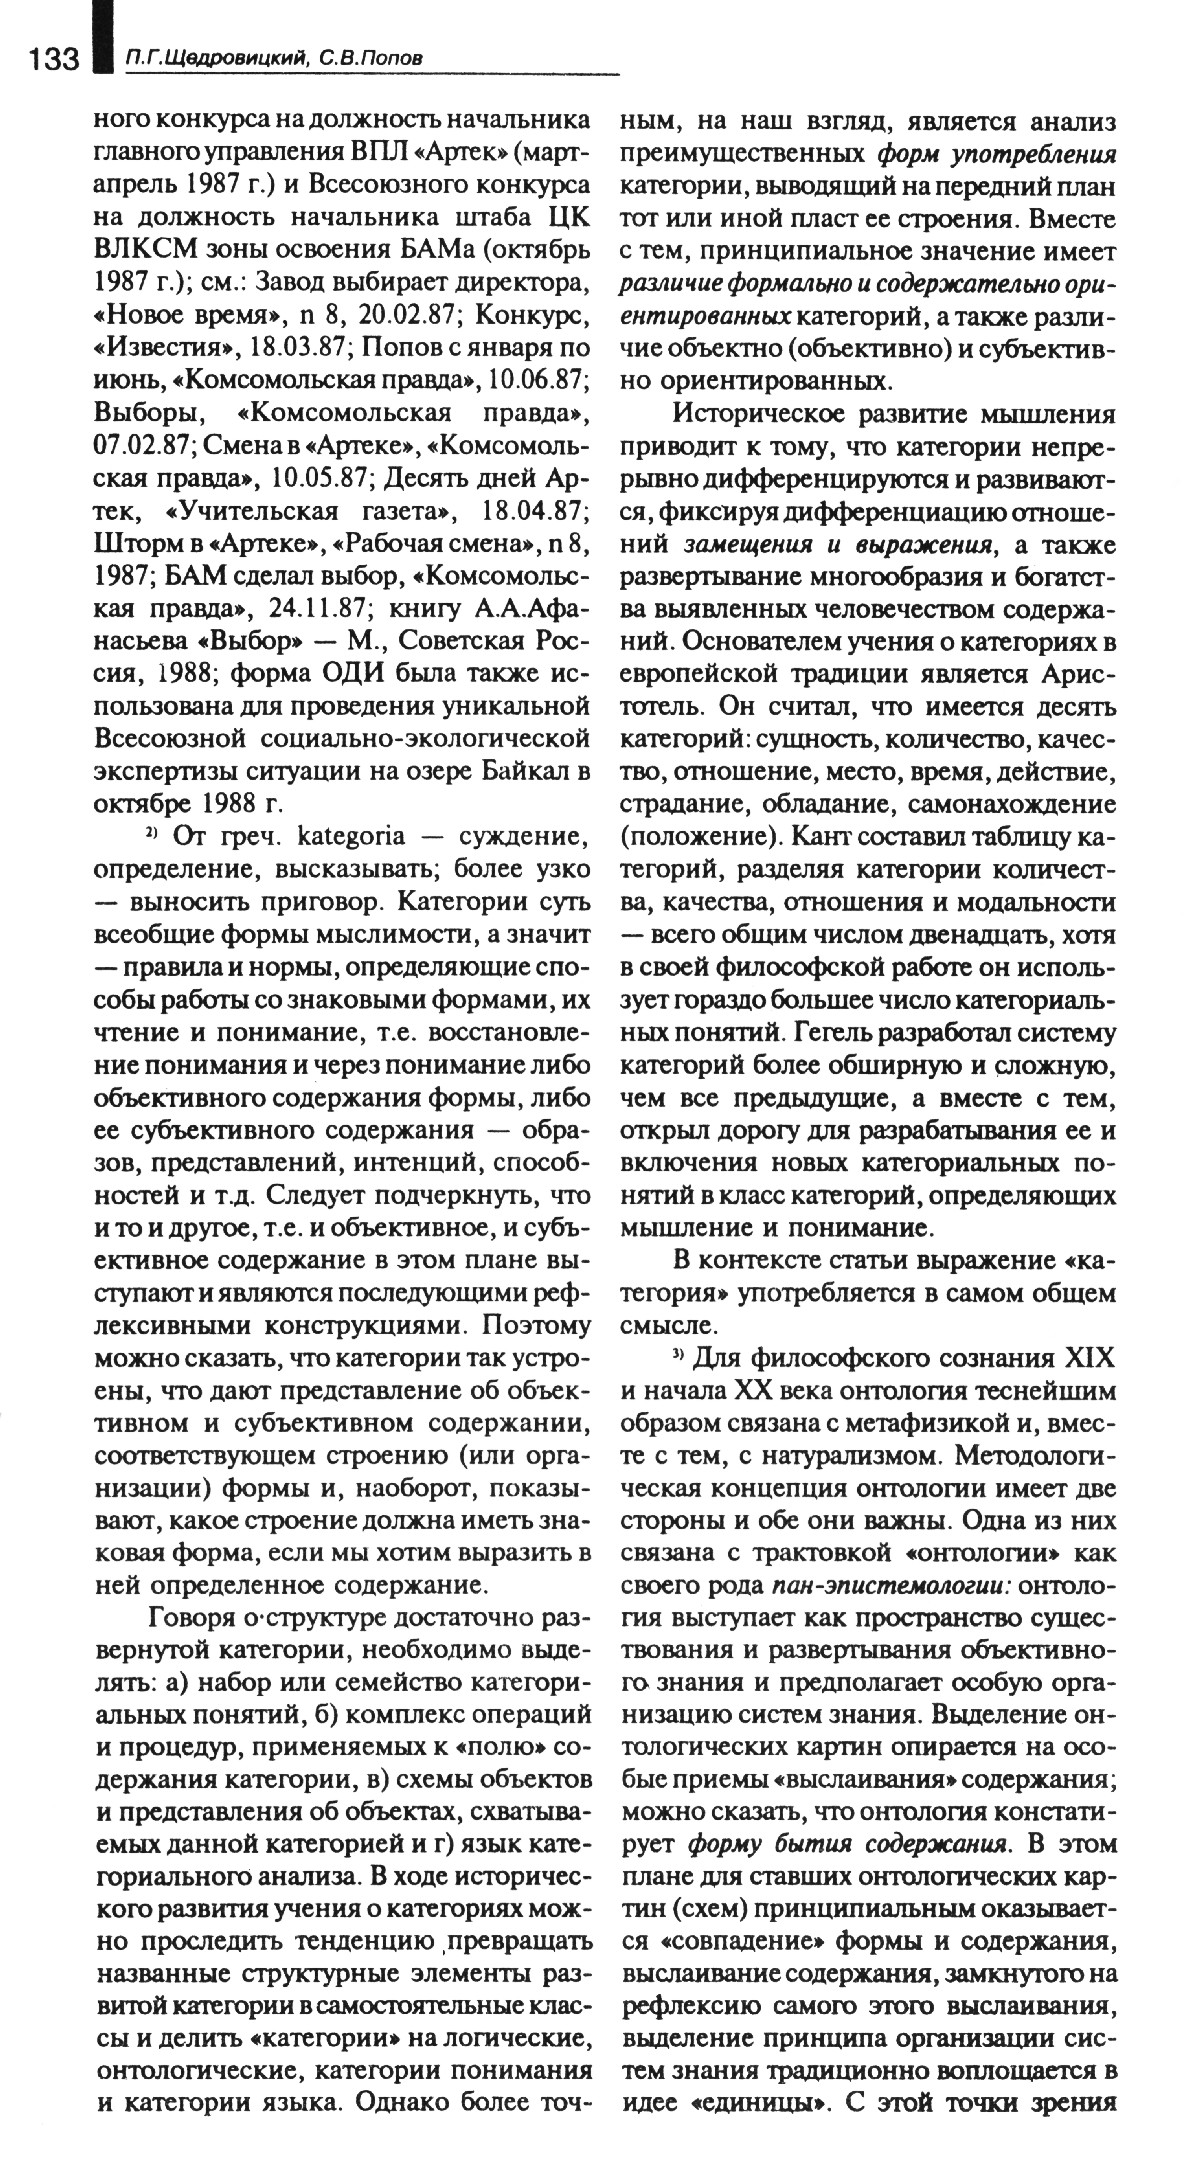 133
П.Г.Щедровицкий, С.В.Попов
ного конкурса на должность начальника
главного управления ВПЛ «Артек» (март-
апрель 1987 г.) и Всесоюзного конкурса
на должность начальника штаба ЦК
ВЛКСМ зоны освоения БАМа (октябрь
1987 г.); см.: Завод выбирает директора,
«Новое время», n 8, 20.02.87; Конкурс,
«Известия», 18.03.87; Попов с января по
июнь, «Комсомольская правда», 10.06.87;
Выборы, «Комсомольская правда»,
07.02.87; Смена в «Артеке», «Комсомоль-
ская правда», 10.05.87; Десять дней Ар-
тек, «Учительская газета», 18.04.87;
Шторм в «Артеке», «Рабочая смена», n 8,
1987; БАМ сделал выбор, «Комсомольс-
кая правда», 24.11.87; книгу А.А.Афа-
насьева «Выбор» — М., Советская Рос-
сия, 1988; форма ОДИ была также ис-
пользована для проведения уникальной
Всесоюзной социально-экологической
экспертизы ситуации на озере Байкал в
октябре 1988 г.
²⁾ От греч. kategoria — суждение,
определение, высказывать; более узко
— выносить приговор. Категории суть
всеобщие формы мыслимости, а значит
— правила и нормы, определяющие спо-
собы работы со знаковыми формами, их
чтение и понимание, т.е. восстановле-
ние понимания и через понимание либо
объективного содержания формы, либо
ее субъективного содержания — обра-
зов, представлений, интенций, способ-
ностей и т.д. Следует подчеркнуть, что
и то и другое, т.е. и объективное, и субъ-
ективное содержание в этом плане вы-
ступают и являются последующими реф-
лексивными конструкциями. Поэтому
можно сказать, что категории так устро-
ены, что дают представление об объек-
тивном и субъективном содержании,
соответствующем строению (или орга-
низации) формы и, наоборот, показы-
вают, какое строение должна иметь зна-
ковая форма, если мы хотим выразить в
ней определенное содержание.
Говоря о структуре достаточно раз-
вернутой категории, необходимо выде-
лять: а) набор или семейство категори-
альных понятий, б) комплекс операций
и процедур, применяемых к «полю» со-
держания категории, в) схемы объектов
и представления об объектах, схватыва-
емых данной категорией и г) язык кате-
гориального анализа. В ходе историчес-
кого развития учения о категориях мож-
но проследить тенденцию превращать
названные структурные элементы раз-
витой категории в самостоятельные клас-
сы и делить «категории» на логические,
онтологические, категории понимания
и категории языка. Однако более точ-
ным, на наш взгляд, является анализ
преимущественных форм употребления
категории, выводящий на передний план
тот или иной пласт ее строения. Вместе
с тем, принципиальное значение имеет
различие формально и содержательно ори-
ентированных категорий, а также разли-
чие объектно (объективно) и субъектив-
но ориентированных.
Историческое развитие мышления
приводит к тому, что категории непре-
рывно дифференцируются и развивают-
ся, фиксируя дифференциацию отноше-
ний замещения и выражения, а также
развертывание многообразия и богатст-
ва выявленных человечеством содержа-
ний. Основателем учения о категориях в
европейской традиции является Арис-
тотель. Он считал, что имеется десять
категорий: сущность, количество, качес-
тво, отношение, место, время, действие,
страдание, обладание, самонахождение
(положение). Кант составил таблицу ка-
тегорий, разделяя категории количест-
ва, качества, отношения и модальности
— всего общим числом двенадцать, хотя
в своей философской работе он исполь-
зует гораздо большее число категориаль-
ных понятий. Гегель разработал систему
категорий более обширную и сложную,
чем все предыдущие, а вместе с тем,
открыл дорогу для разрабатывания ее и
включения новых категориальных по-
нятий в класс категорий, определяющих
мышление и понимание.
В контексте статьи выражение «ка-
тегория» употребляется в самом общем
смысле.
³⁾ Для философского сознания XIX
и начала XX века онтология теснейшим
образом связана с метафизикой и, вмес-
те с тем, с натурализмом. Методологи-
ческая концепция онтологии имеет две
стороны и обе они важны. Одна из них
связана с трактовкой «онтологии» как
своего рода пан-эпистемологии: онтоло-
гия выступает как пространство сущес-
твования и развертывания объективно-
го знания и предполагает особую орга-
низацию систем знания. Выделение он-
тологических картин опирается на осо-
бые приемы «выслаивания» содержания;
можно сказать, что онтология констати-
рует форму бытия содержания. В этом
плане для ставших онтологических кар-
тин (схем) принципиальным оказывает-
ся «совпадение» формы и содержания,
выслаивание содержания, замкнутого на
рефлексию самого этого выслаивания,
выделение принципа организации сис-
тем знания традиционно воплощается в
идее «единицы». С этой точки зрения